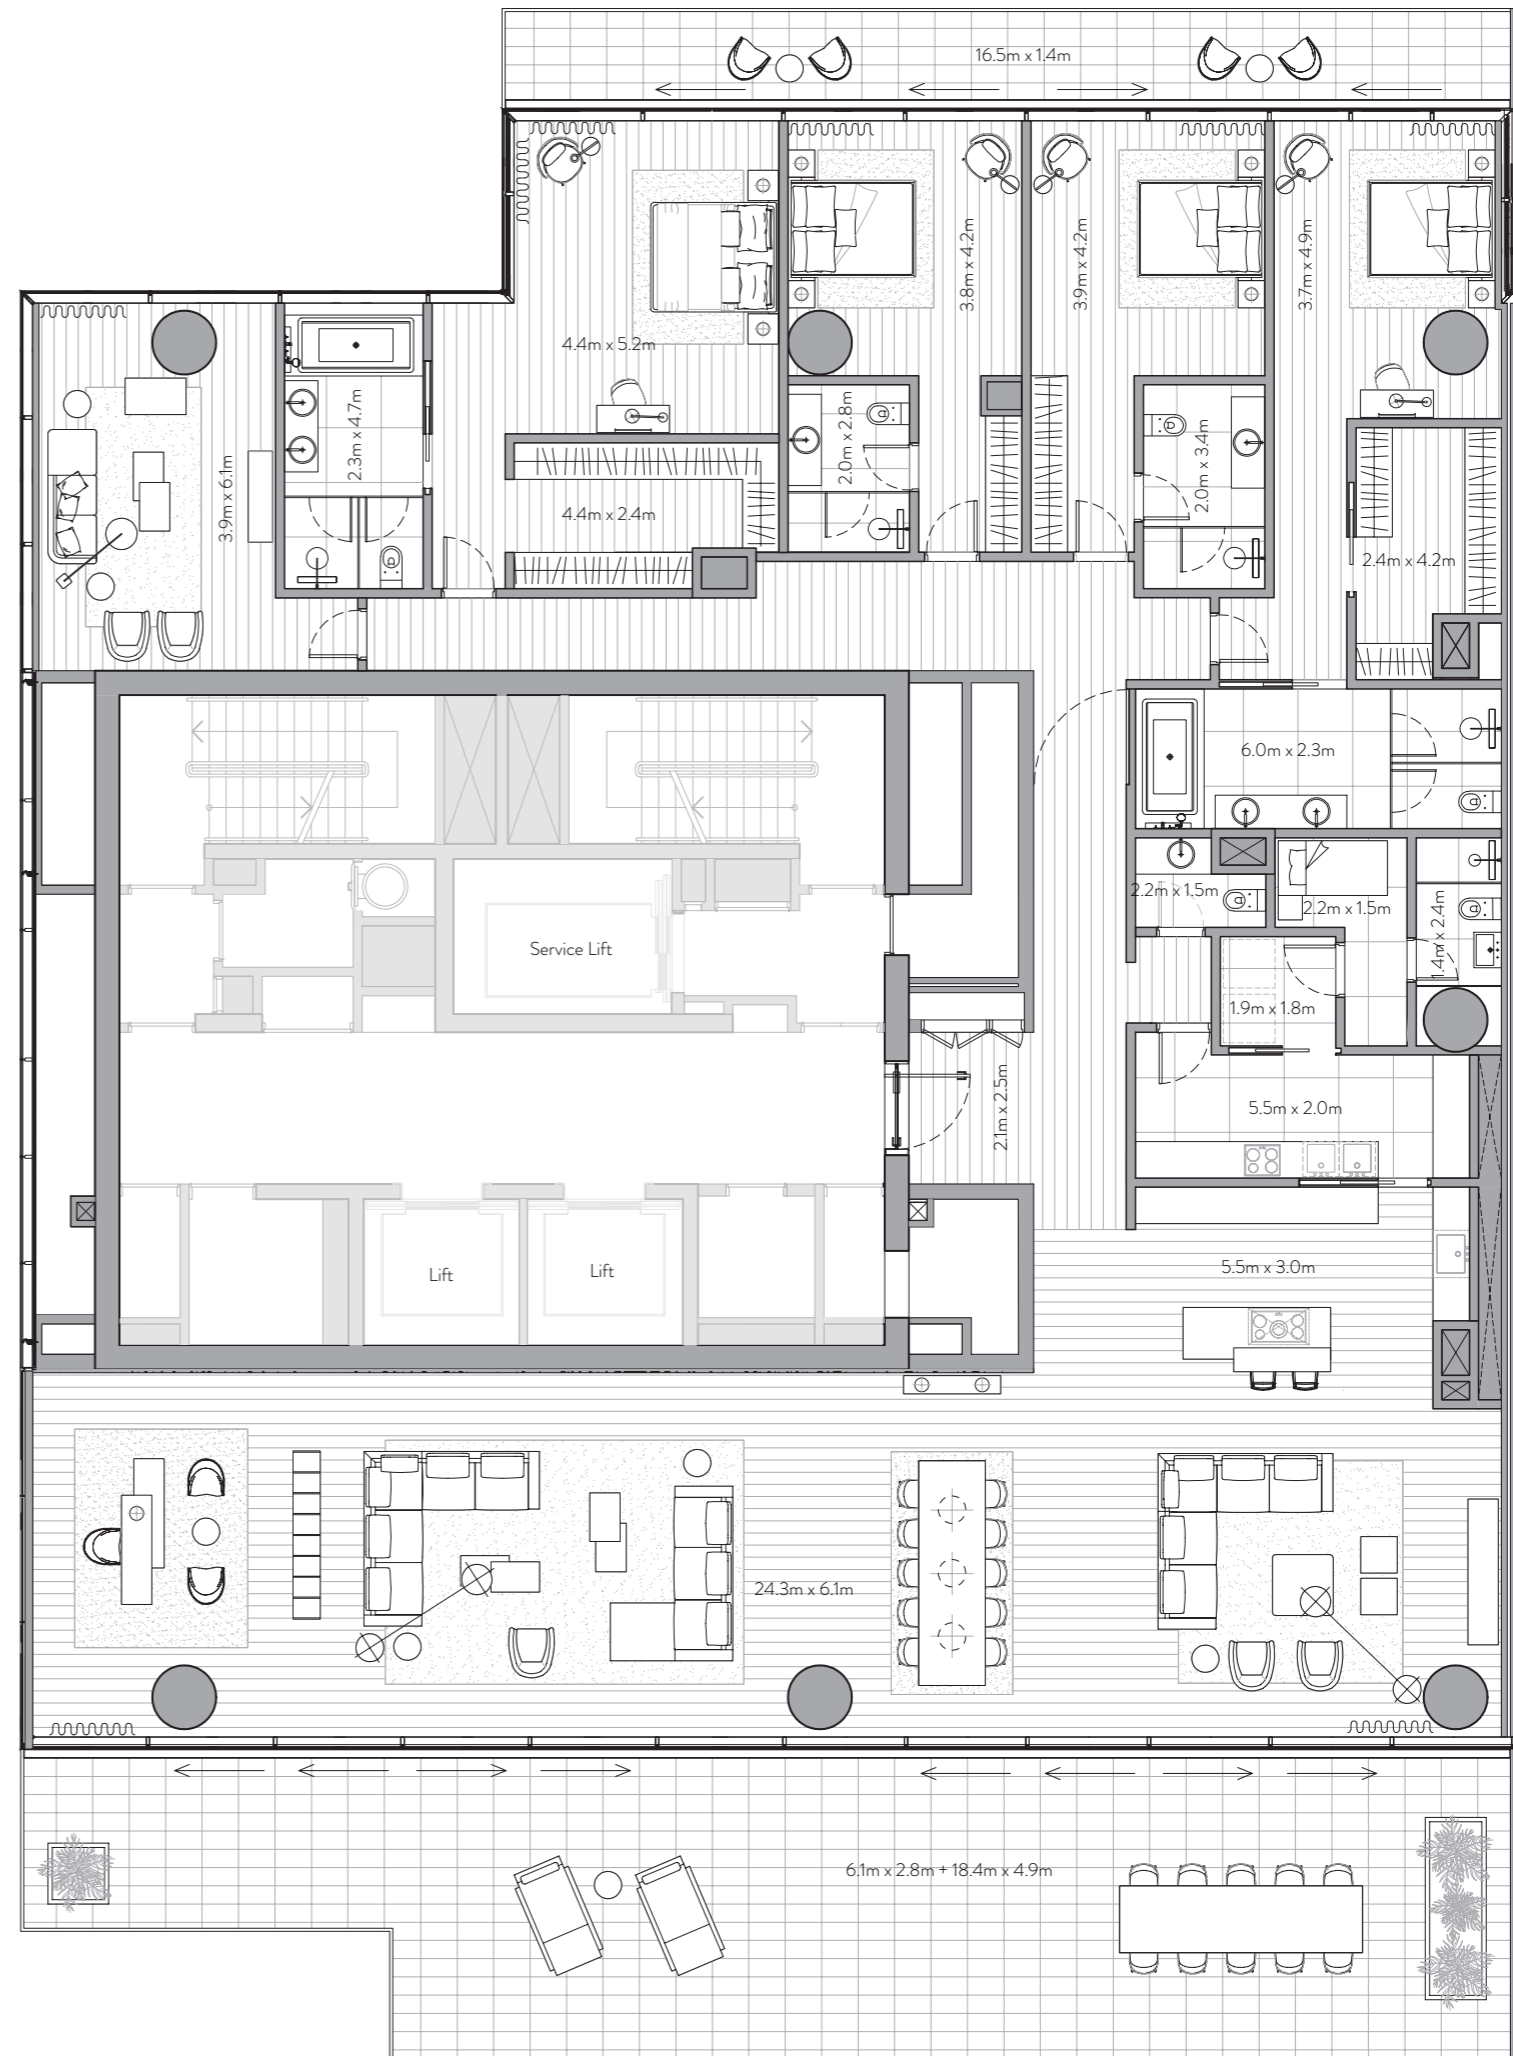 16.5m x 1.4m
3.8m x 4.2m
3.9m x 4.2m
3.7m x 4.9m
4.4m x 5.2m
2.3m x 4.7m
2.0m x 2.8m
2.0m x 3.4m
3.9m x 6.1m
4.4m x 2.4m
2.4m x 4.2m
6.0m x 2.3m
2.2m x 1.5m
2.2m x 1.5m
1.4m x 2.4m
Service Lift
1.9m x 1.8m
2.1m x 2.5m
5.5m x 2.0m
Lift
Lift
5.5m x 3.0m
24.3m x 6.1m
6.1m x 2.8m + 18.4m x 4.9m